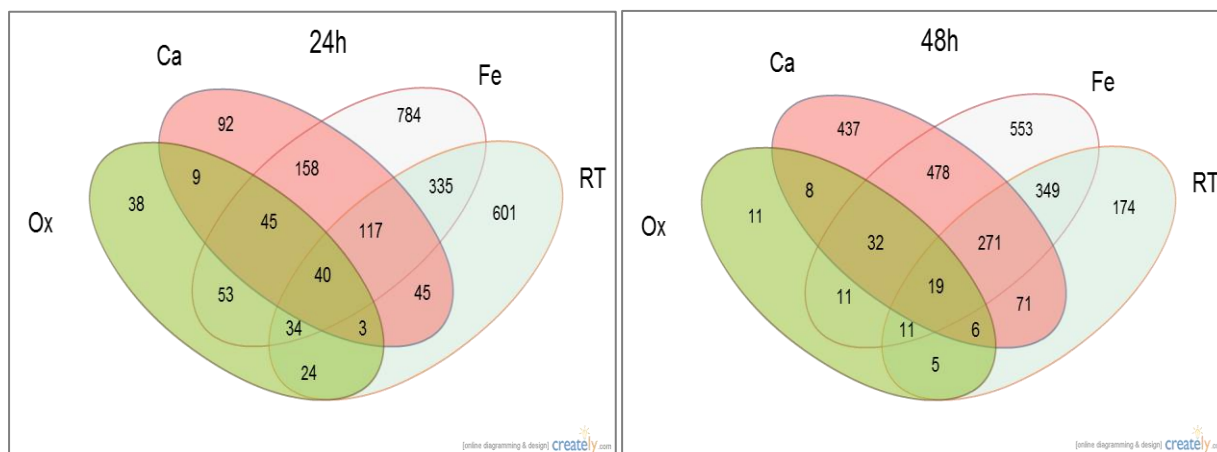 24h
Ca
Fe
RT
Ox
92
784
158
335
601
9
38
45
117
40
45
53
34
3
24
[online diagramming & design] creately.com
48h
Ca
Fe
RT
Ox
437
553
478
349
174
8
11
32
271
19
71
11
11
6
5
[online diagramming & design] creately.com